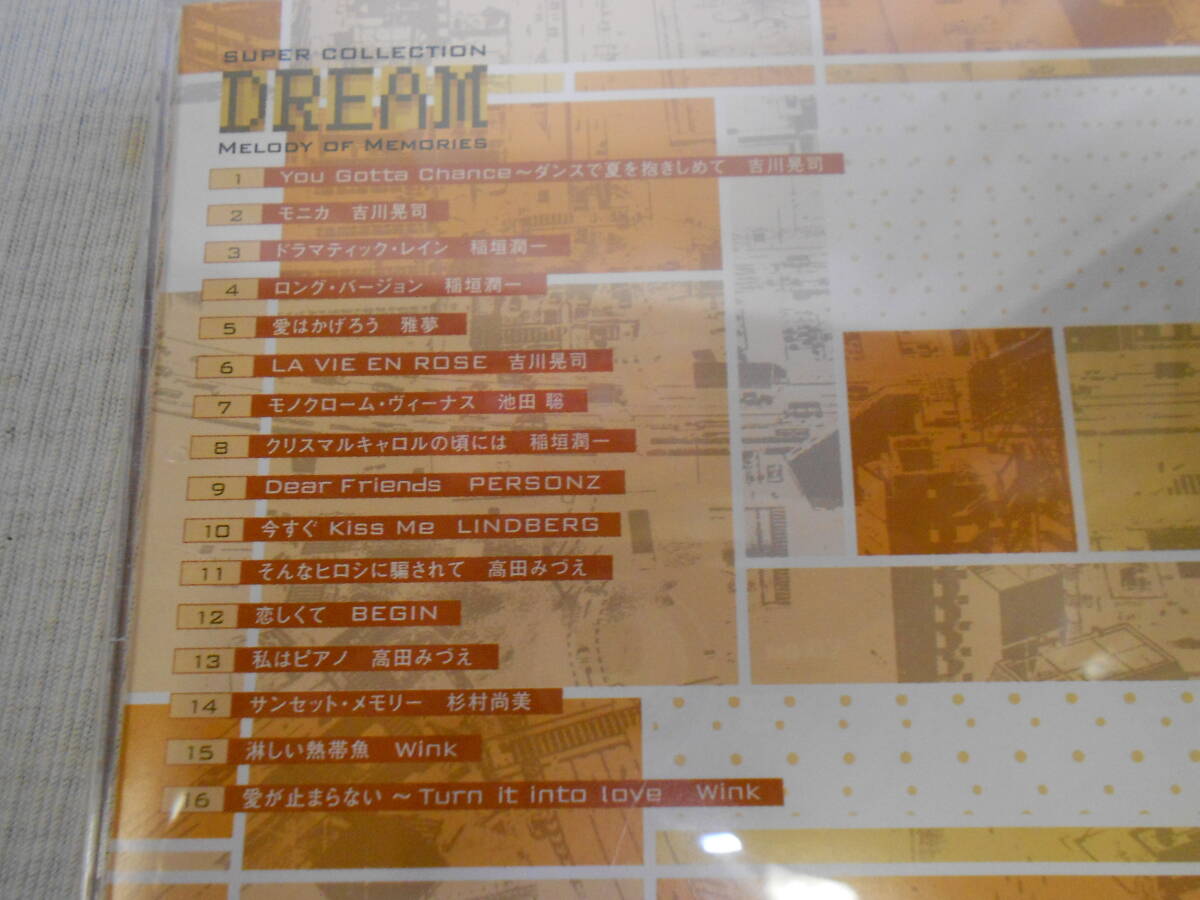 SUPER COLLECTION
DREAM
MELODY OF MEMORIES
1 You Gotta Chance～ダンスで夏を抱きしめて 吉川晃司
2 モニカ 吉川晃司
3 ドラマティック・レイン 稲垣潤一
4 ロング・バージョン 稲垣潤一
5 愛はかげろう 雅夢
6 LA VIE EN ROSE 吉川晃司
7 モノクローム・ヴィーナス 池田 聡
8 クリスマルキャロルの頃には 稲垣潤一
9 Dear Friends PERSONZ
10 今すぐ Kiss Me LINDBERG
11 そんなヒロシに騙されて 高田みづえ
12 恋しくて BEGIN
13 私はピアノ 高田みづえ
14 サンセット・メモリー 杉村尚美
15 淋しい熱帯魚 Wink
16 愛が止まらない ～Turn it into love Wink